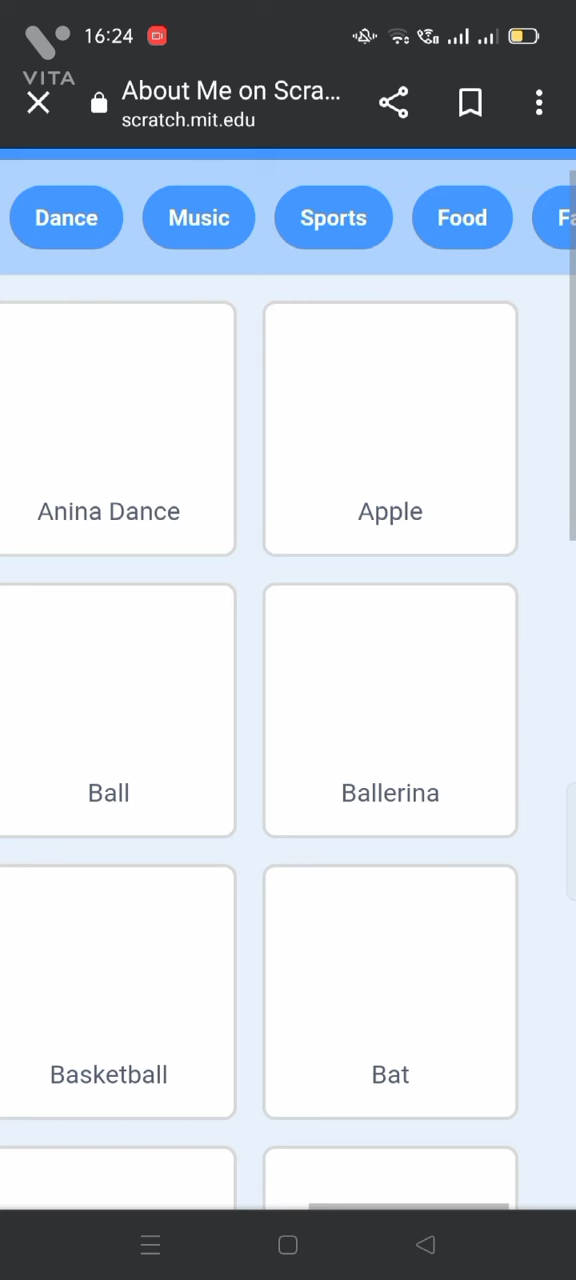 16:24
VITA
About Me on Scra...
scratch.mit.edu
Dance
Music
Sports
Food
Fa
Anina Dance
Apple
Ball
Ballerina
Basketball
Bat